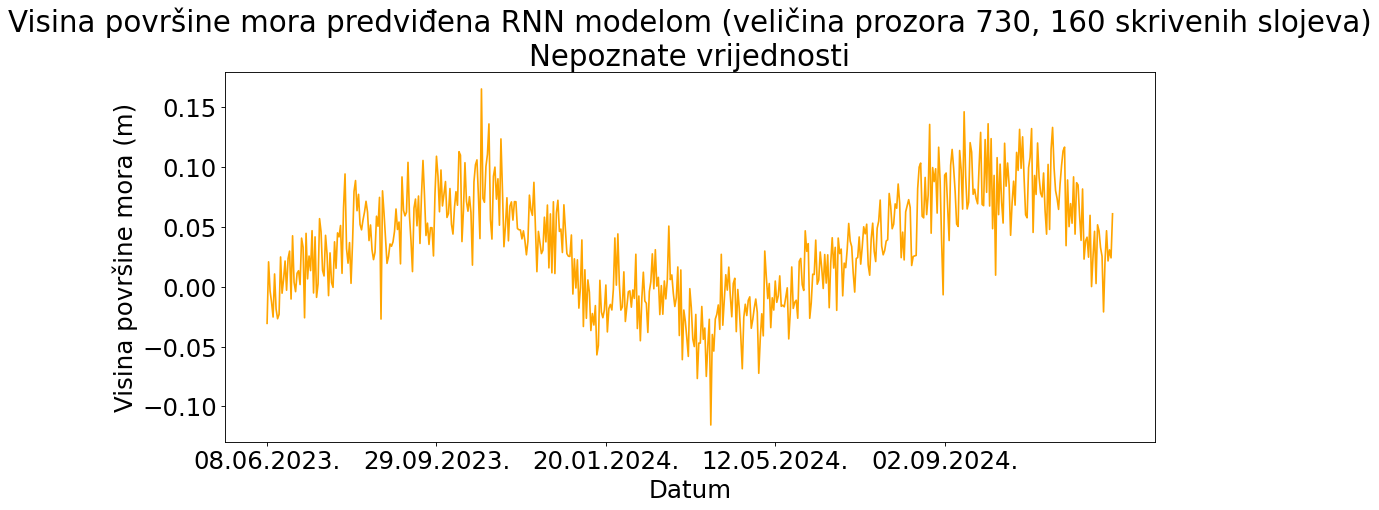 Visina površine mora predviđena RNN modelom (veličina prozora 730, 160 skrivenih slojeva)
Nepoznate vrijednosti
Visina površine mora (m)
0.15
0.10
0.05
0.00
−0.05
−0.10
08.06.2023. 29.09.2023. 20.01.2024. 12.05.2024. 02.09.2024.
Datum